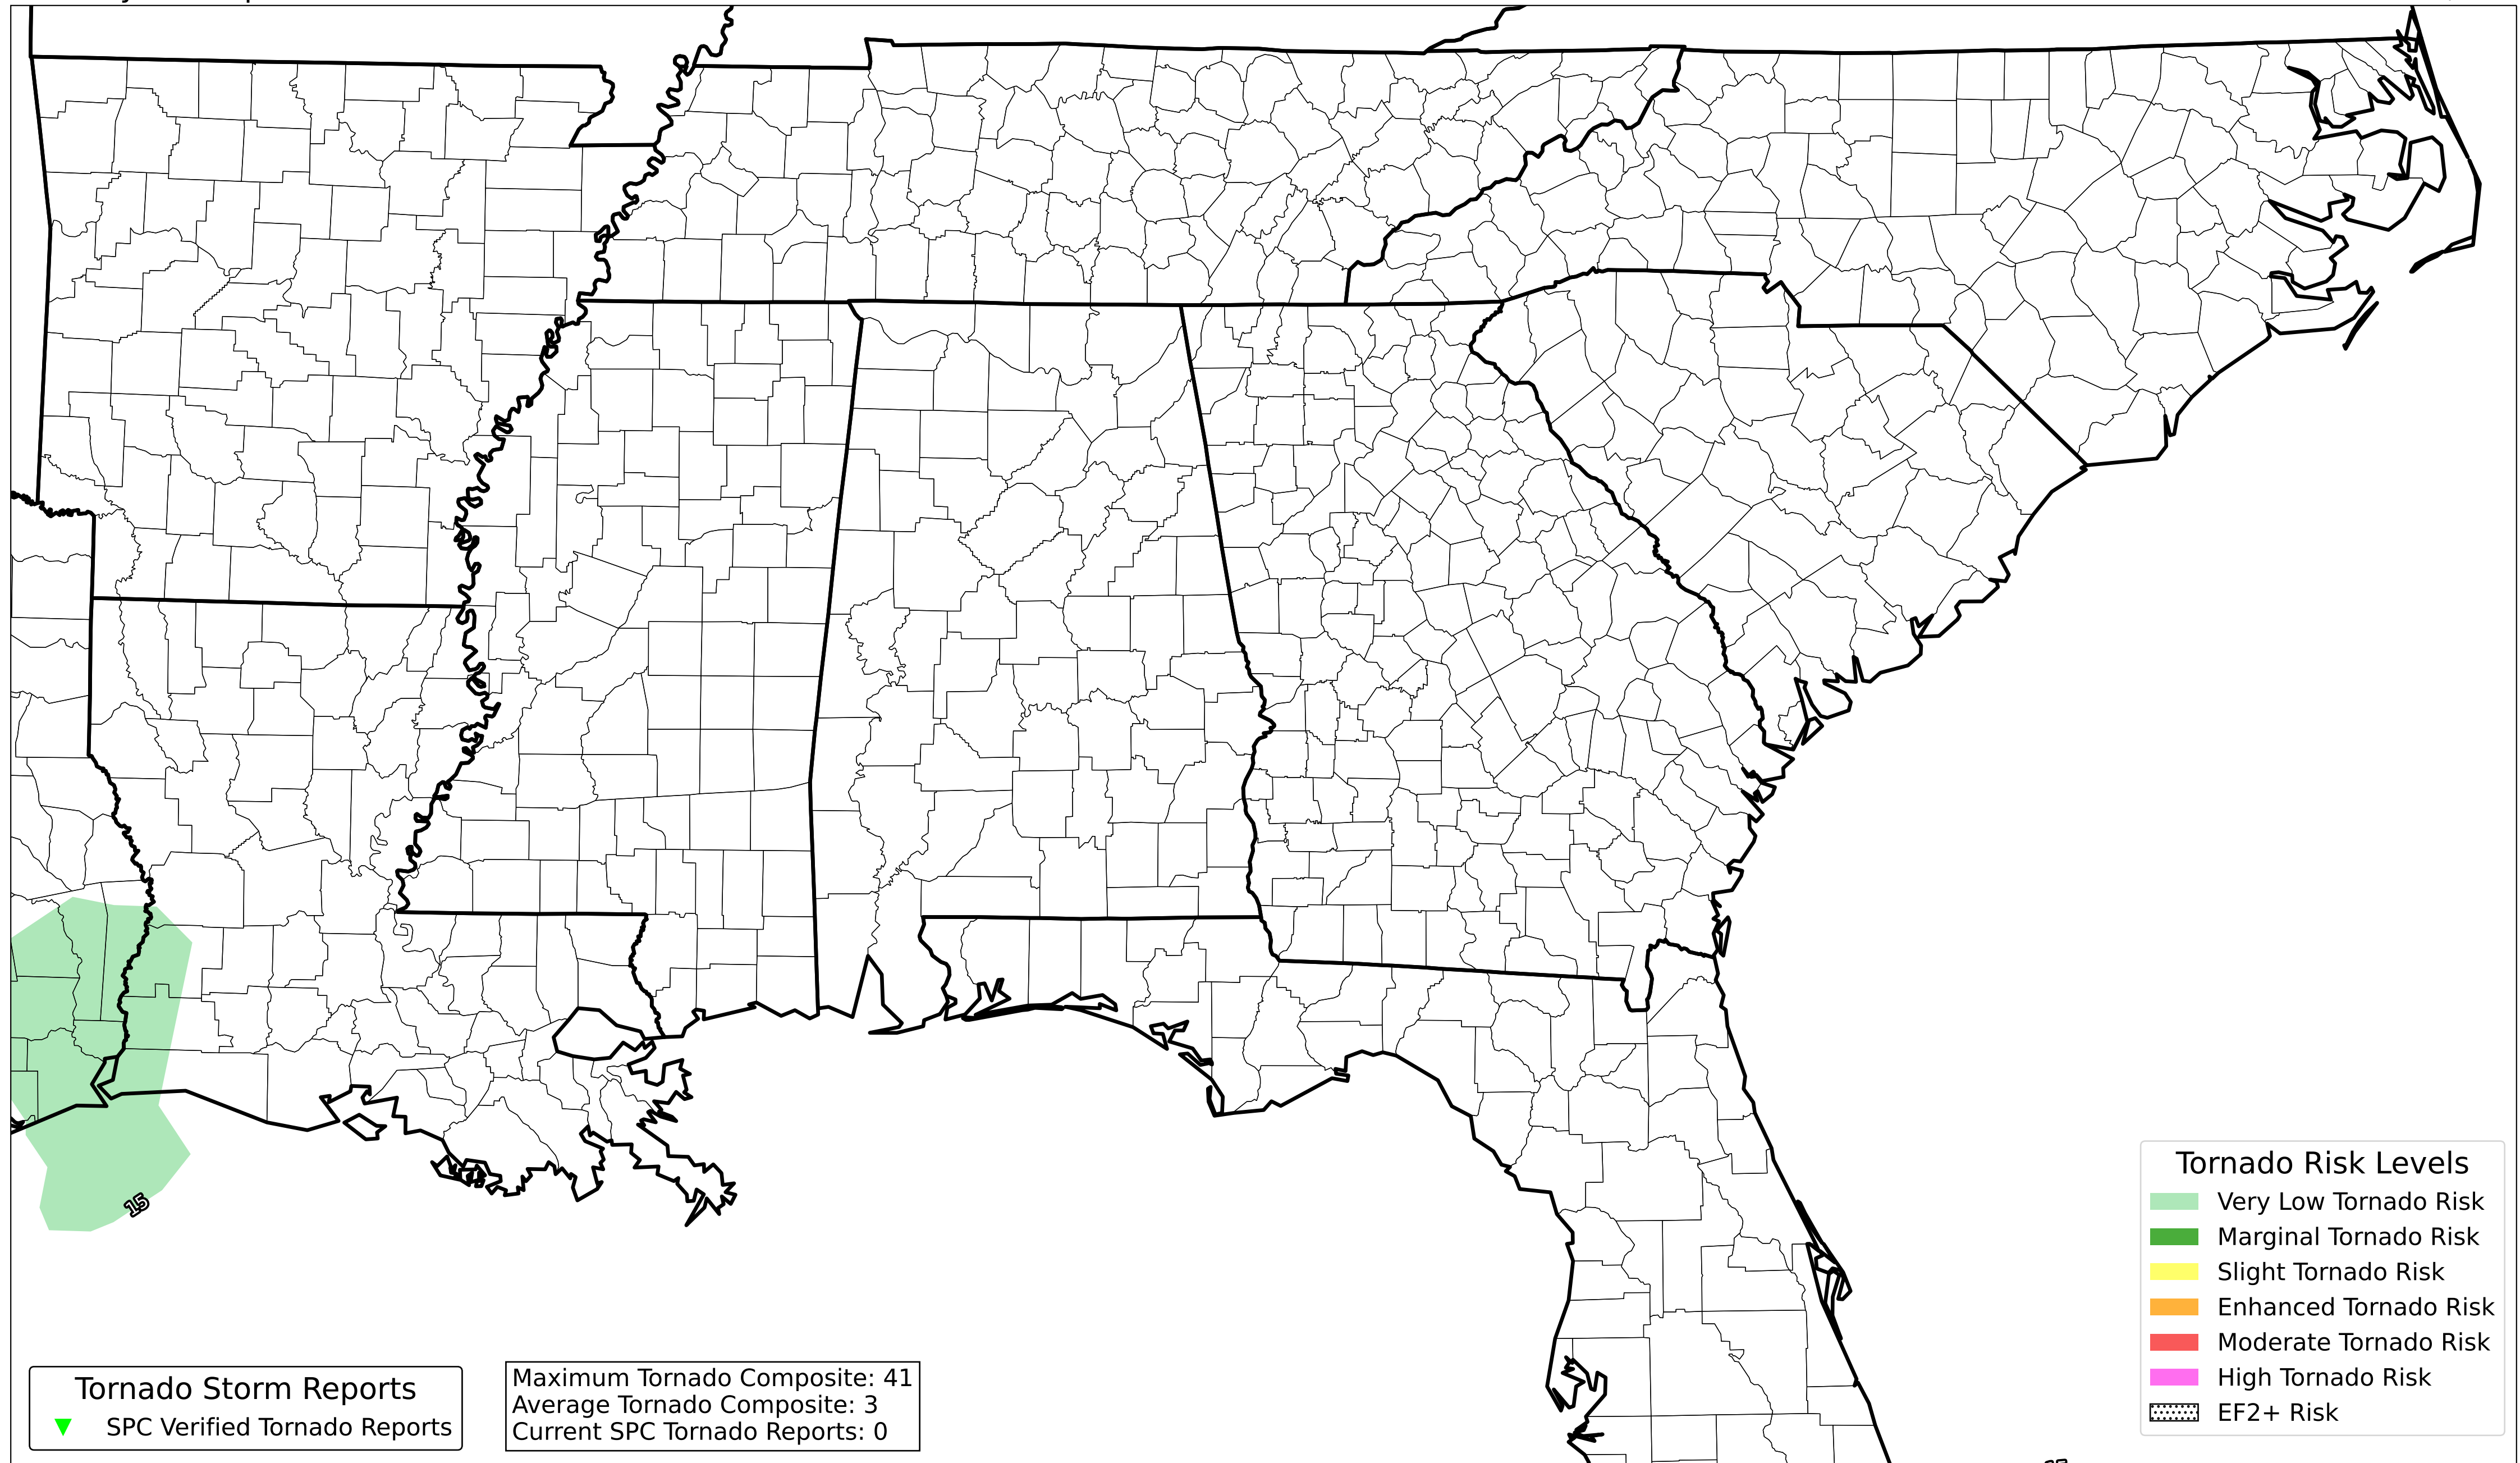 15
Tornado Risk Levels
Very Low Tornado Risk
Marginal Tornado Risk
Slight Tornado Risk
Enhanced Tornado Risk
Moderate Tornado Risk
High Tornado Risk
EF2+ Risk
Tornado Storm Reports
SPC Verified Tornado Reports
Maximum Tornado Composite: 41
Average Tornado Composite: 3
Current SPC Tornado Reports: 0